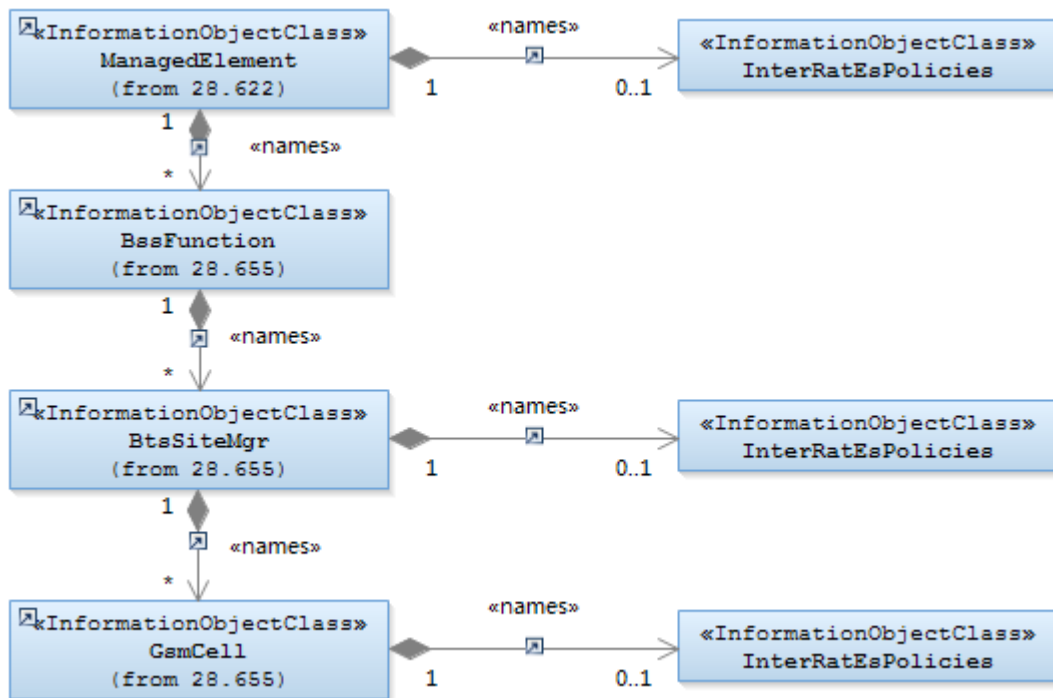 «InformationObjectClass»
ManagedElement
(from 28.622)
«names»
1
0..1
«InformationObjectClass»
InterRatEsPolicies
1
«names»
*
«InformationObjectClass»
BssFunction
(from 28.655)
1
«names»
*
«InformationObjectClass»
BtsSiteMgr
(from 28.655)
«names»
1
0..1
«InformationObjectClass»
InterRatEsPolicies
1
«names»
*
«InformationObjectClass»
GsmCell
(from 28.655)
«names»
1
0..1
«InformationObjectClass»
InterRatEsPolicies